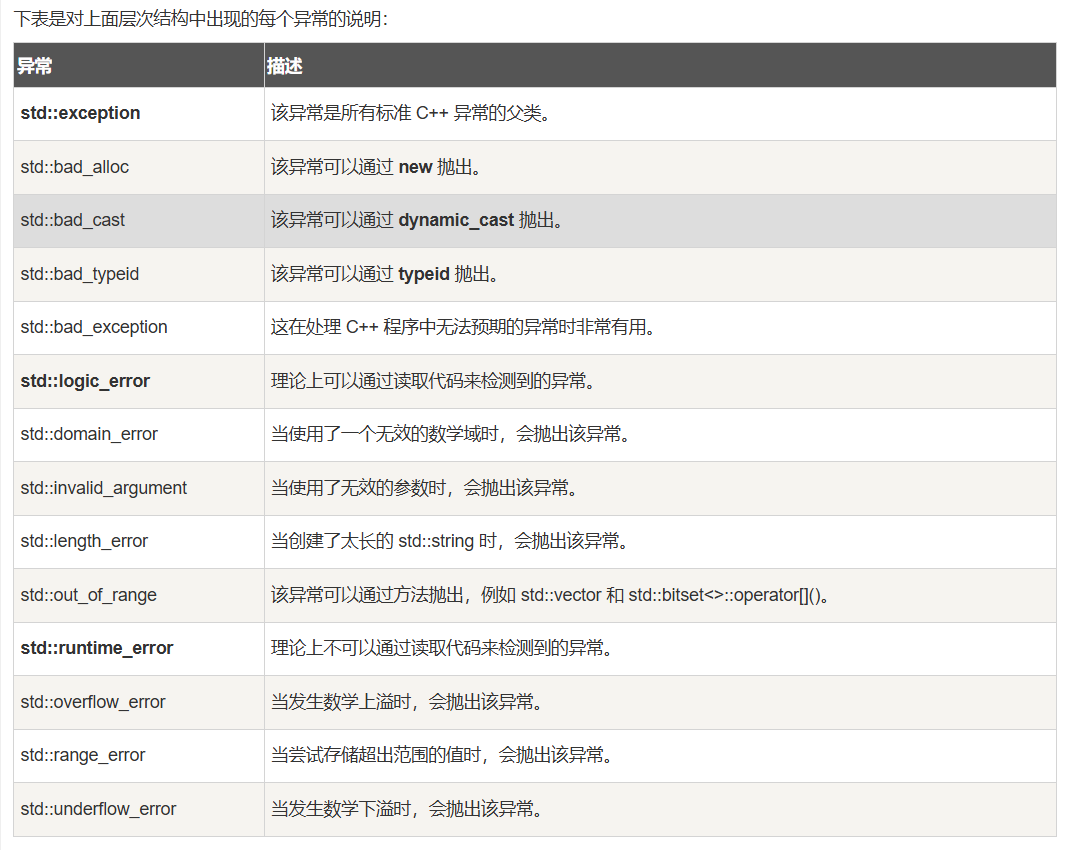 下表是对上面层次结构中出现的每个异常的说明：
异常 描述
std::exception 该异常是所有标准 C++ 异常的父类。
std::bad_alloc 该异常可以通过 new 抛出。
std::bad_cast 该异常可以通过 dynamic_cast 抛出。
std::bad_typeid 该异常可以通过 typeid 抛出。
std::bad_exception 这在处理 C++ 程序中无法预期的异常时非常有用。
std::logic_error 理论上可以通过读取代码来检测到的异常。
std::domain_error 当使用了一个无效的数学域时，会抛出该异常。
std::invalid_argument 当使用了无效的参数时，会抛出该异常。
std::length_error 当创建了太长的 std::string 时，会抛出该异常。
std::out_of_range 该异常可以通过方法抛出，例如 std::vector 和 std::bitset<>::operator[]()。
std::runtime_error 理论上不可以通过读取代码来检测到的异常。
std::overflow_error 当发生数学上溢时，会抛出该异常。
std::range_error 当尝试存储超出范围的值时，会抛出该异常。
std::underflow_error 当发生数学下溢时，会抛出该异常。